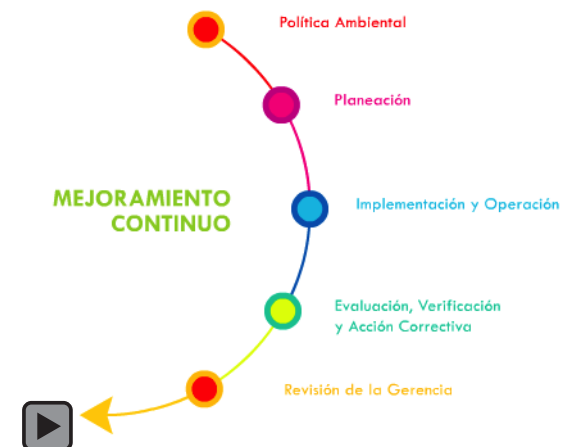 Política Ambiental
Planeación
MEJORAMIENTO
CONTINUO
Implementación y Operación
Evaluación, Verificación
y Acción Correctiva
Revisión de la Gerencia